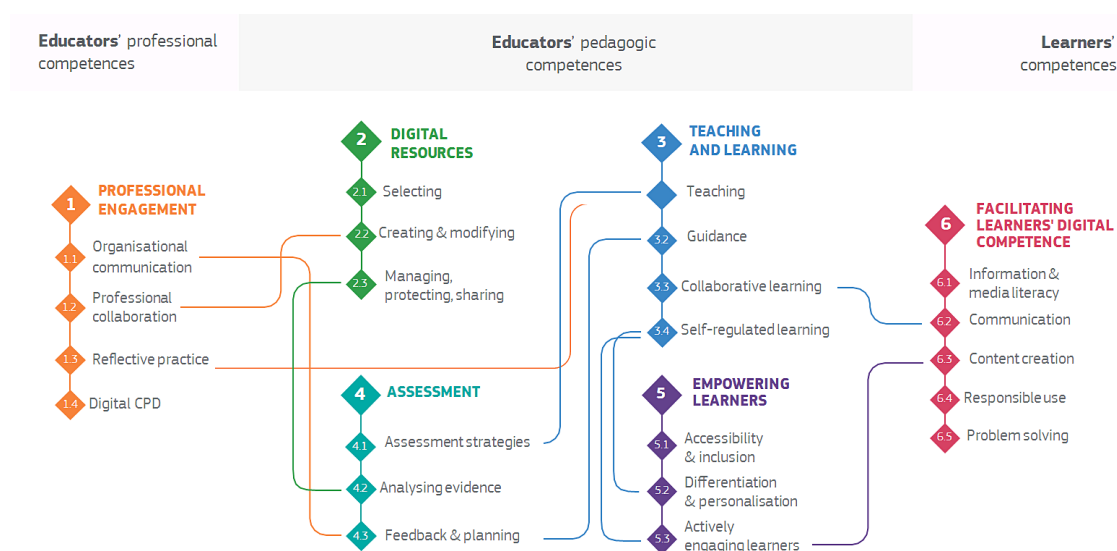 Educators' professional
competences
Educators' pedagogic
competences
Learners'
competences
1
PROFESSIONAL
ENGAGEMENT
1.1
Organisational
communication
1.2
Professional
collaboration
1.3
Reflective practice
1.4
Digital CPD
2
DIGITAL
RESOURCES
2.1
Selecting
2.2
Creating & modifying
2.3
Managing,
protecting, sharing
3
TEACHING
AND LEARNING
Teaching
3.2
Guidance
3.3
Collaborative learning
3.4
Self-regulated learning
4
ASSESSMENT
4.1
Assessment strategies
4.2
Analysing evidence
4.3
Feedback & planning
5
EMPOWERING
LEARNERS
5.1
Accessibility
& inclusion
5.2
Differentiation
& personalisation
5.3
Actively
engaging learners
6
FACILITATING
LEARNERS' DIGITAL
COMPETENCE
6.1
Information &
media literacy
6.2
Communication
6.3
Content creation
6.4
Responsible use
6.5
Problem solving